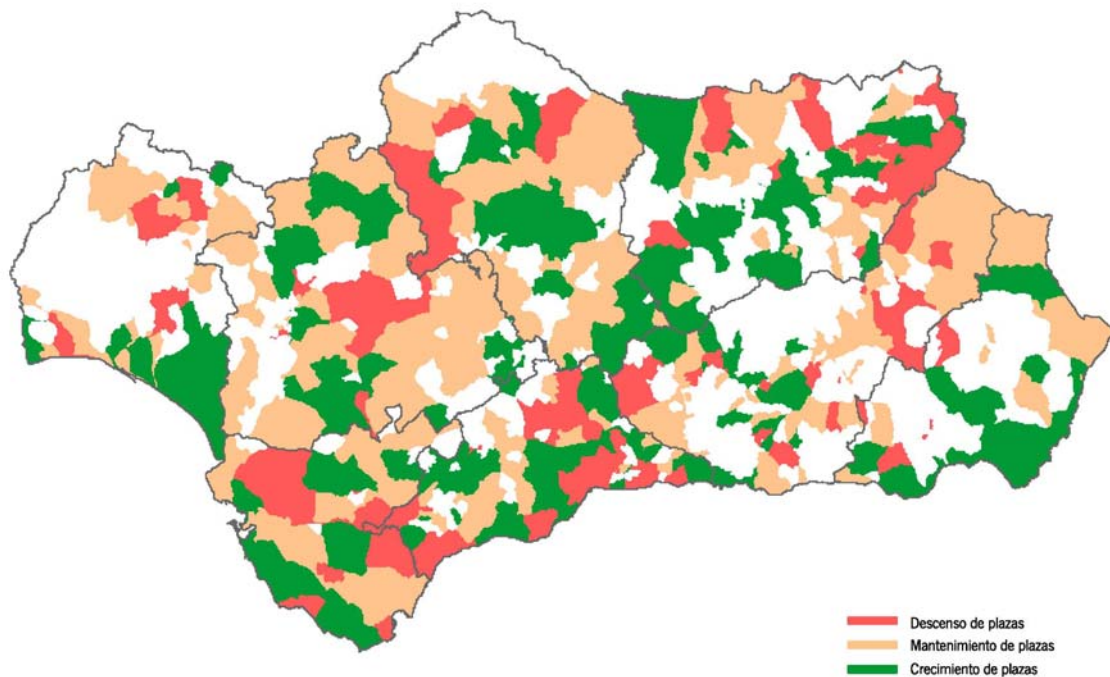 Descenso de plazas
Mantenimiento de plazas
Crecimiento de plazas